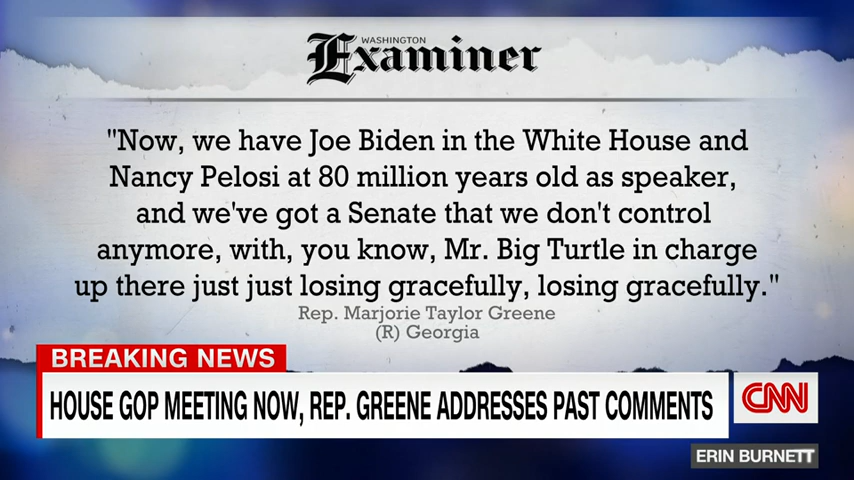 WASHINGTON
Examiner
"Now, we have Joe Biden in the White House and
Nancy Pelosi at 80 million years old as speaker,
and we've got a Senate that we don't control
anymore, with, you know, Mr. Big Turtle in charge
up there just just losing gracefully, losing gracefully."
Rep. Marjorie Taylor Greene
(R) Georgia
BREAKING NEWS
HOUSE GOP MEETING NOW, REP. GREENE ADDRESSES PAST COMMENTS
CNN
ERIN BURNETT